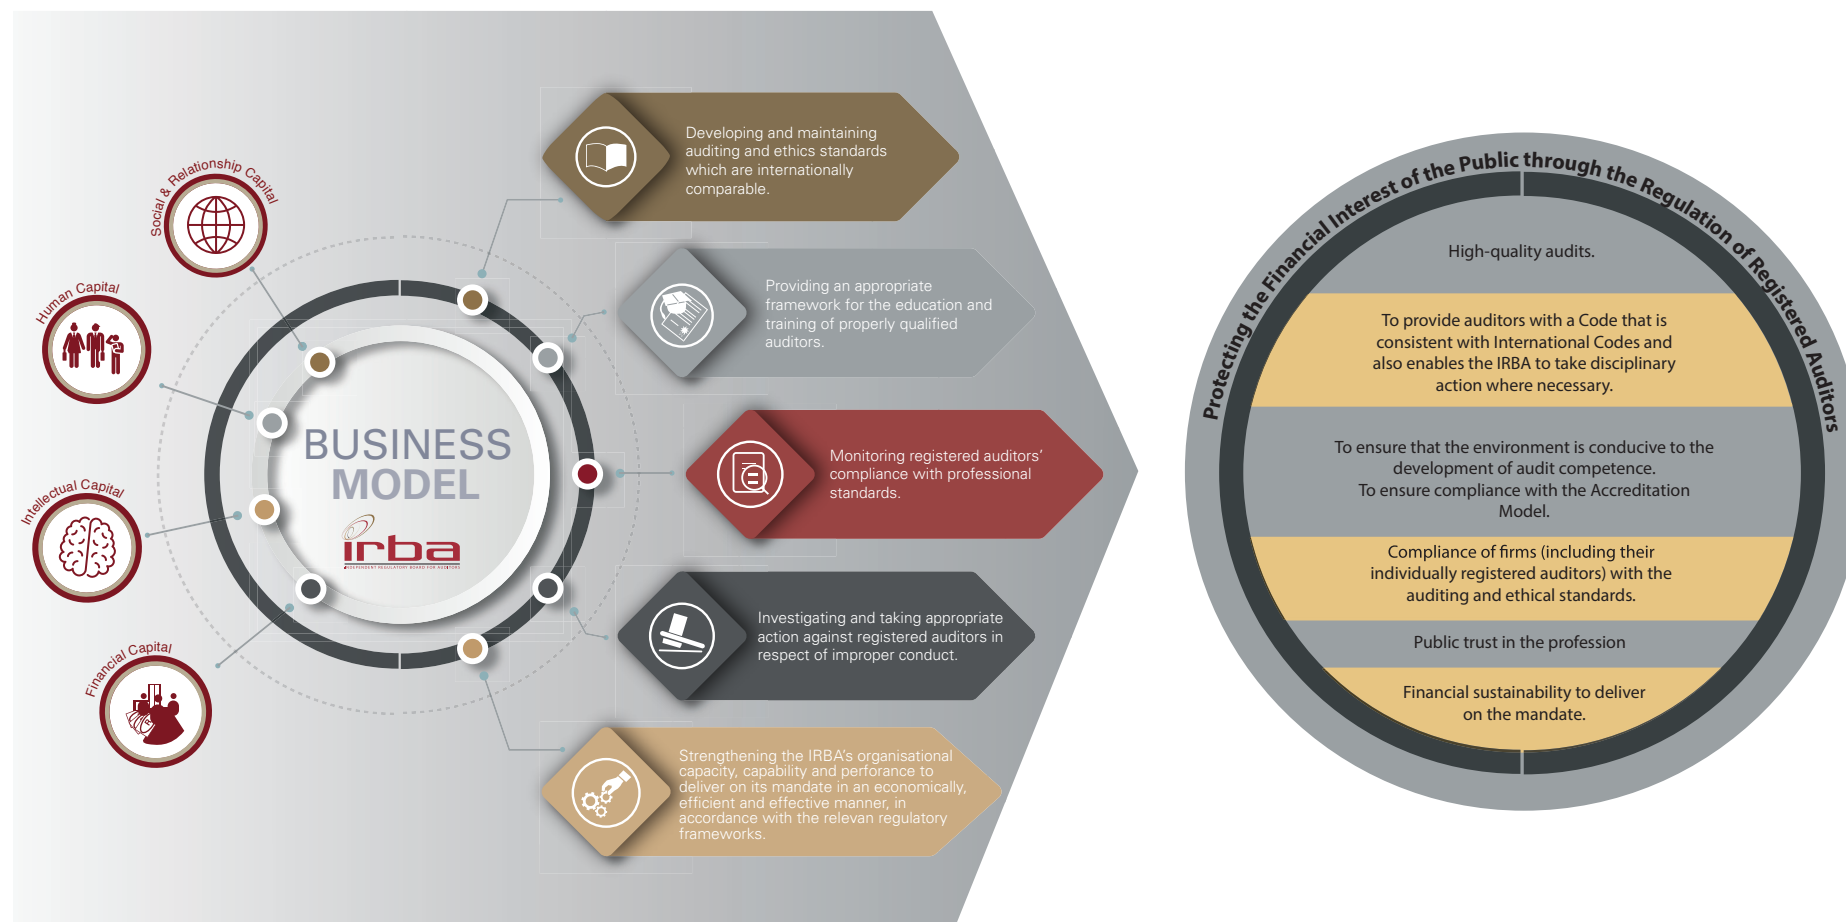 Social & Relationship Capital
Human Capital
Intellectual Capital
Financial Capital
BUSINESS
MODEL
irba
INDEPENDENT REGULATORY BOARD FOR AUDITORS
Developing and maintaining
auditing and ethics standards
which are internationally
comparable.
Providing an appropriate
framework for the education and
training of properly qualified
auditors.
Monitoring registered auditors’
compliance with professional
standards.
Investigating and taking appropriate
action against registered auditors in
respect of improper conduct.
Strengthening the IRBA’s organisational
capacity, capability and perforance to
deliver on its mandate in an economically,
efficient and effective manner, in
accordance with the relevan regulatory
frameworks.
Protecting the Financial Interest of the Public through the Regulation of Registered Auditors
High-quality audits.
To provide auditors with a Code that is
consistent with International Codes and
also enables the IRBA to take disciplinary
action where necessary.
To ensure that the environment is conducive to the
development of audit competence.
To ensure compliance with the Accreditation
Model.
Compliance of firms (including their
individually registered auditors) with the
auditing and ethical standards.
Public trust in the profession
Financial sustainability to deliver
on the mandate.